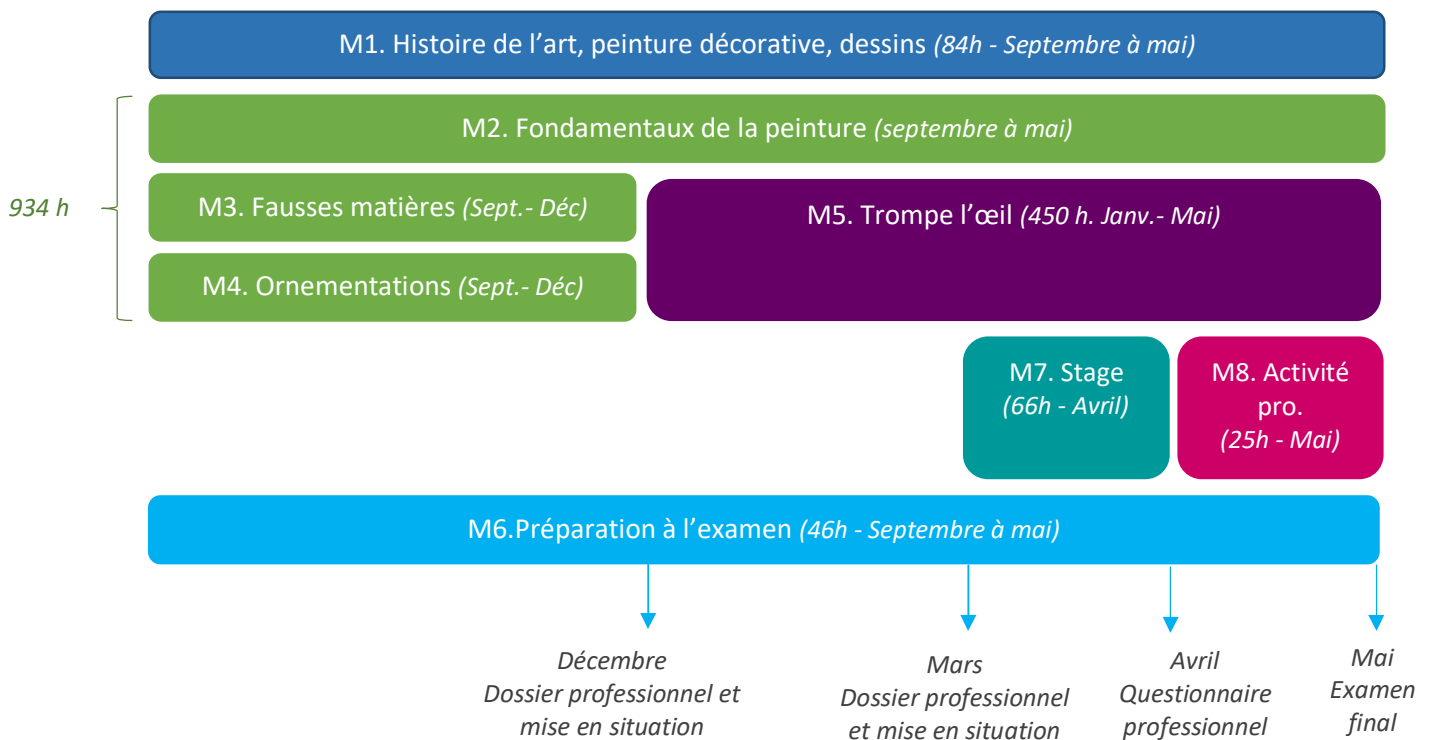 M1. Histoire de l’art, peinture décorative, dessins (84h - Septembre à mai)
M2. Fondamentaux de la peinture (septembre à mai)
934 h
M3. Fausses matières (Sept.- Déc)
M5. Trompe l’œil (450 h. Janv.- Mai)
M4. Ornementations (Sept.- Déc)
M7. Stage
(66h - Avril)
M8. Activité
pro.
(25h - Mai)
M6.Préparation à l’examen (46h - Septembre à mai)
Décembre
Dossier professionnel et
mise en situation
Mars
Dossier professionnel
et mise en situation
Avril
Questionnaire
professionnel
Mai
Examen
final